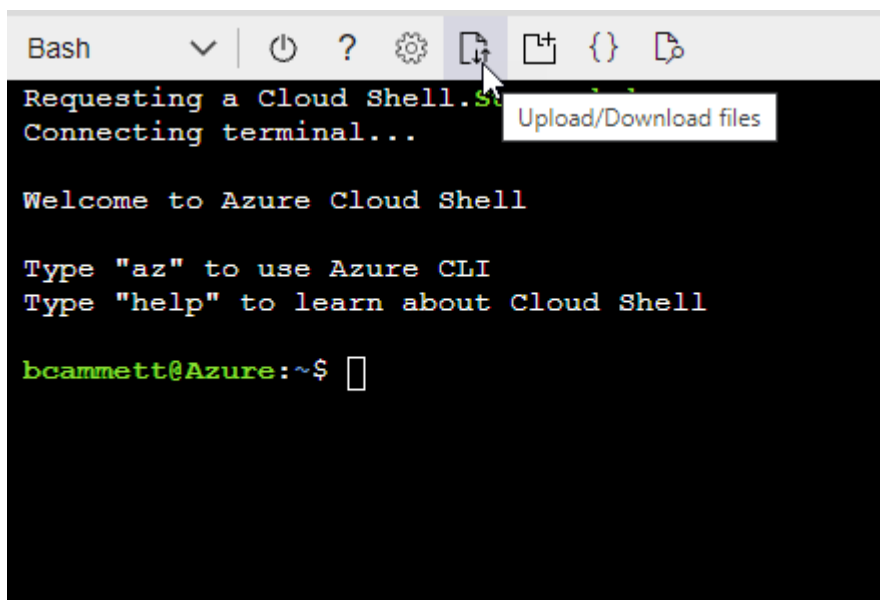 Bash
?
{}
Requesting a Cloud Shell.
Upload/Download files
Connecting terminal...
Welcome to Azure Cloud Shell
Type "az" to use Azure CLI
Type "help" to learn about Cloud Shell
bcammett@Azure:~$